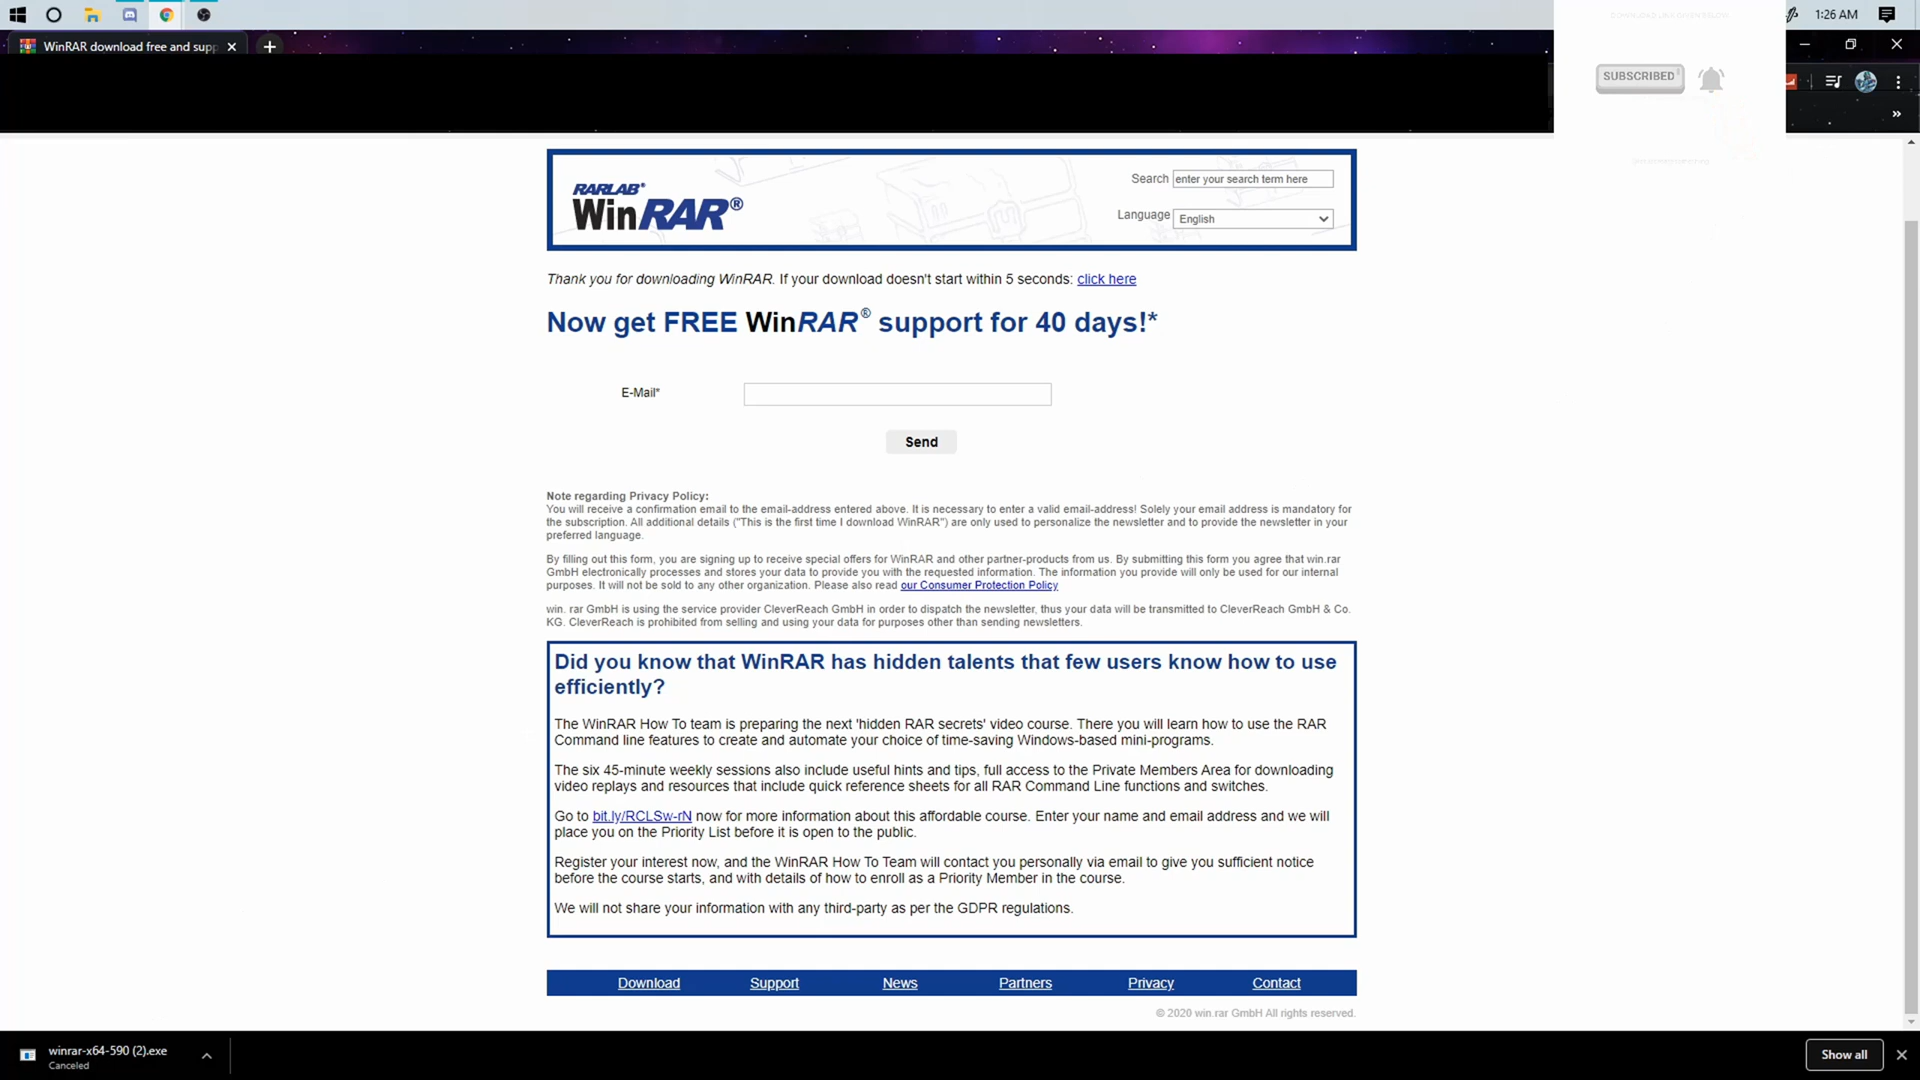 1:26 AM
WinRAR download free and supp
SUBSCRIBED
RARLAB®
WinRAR®
Search enter your search term here
Language English
Thank you for downloading WinRAR. If your download doesn't start within 5 seconds: click here
Now get FREE WinRAR® support for 40 days!*
E-Mail*
Send
Note regarding Privacy Policy:
You will receive a confirmation email to the email-address entered above. It is necessary to enter a valid email-address! Solely your email address is mandatory for
the subscription. All additional details ("This is the first time I download WinRAR") are only used to personalize the newsletter and to provide the newsletter in your
preferred language.
By filling out this form, you are signing up to receive special offers for WinRAR and other partner-products from us. By submitting this form you agree that win.rar
GmbH electronically processes and stores your data to provide you with the requested information. The information you provide will only be used for our internal
purposes. It will not be sold to any other organization. Please also read our Consumer Protection Policy
win. rar GmbH is using the service provider CleverReach GmbH in order to dispatch the newsletter, thus your data will be transmitted to CleverReach GmbH & Co.
KG. CleverReach is prohibited from selling and using your data for purposes other than sending newsletters.
Did you know that WinRAR has hidden talents that few users know how to use
efficiently?
The WinRAR How To team is preparing the next 'hidden RAR secrets' video course. There you will learn how to use the RAR
Command line features to create and automate your choice of time-saving Windows-based mini-programs.
The six 45-minute weekly sessions also include useful hints and tips, full access to the Private Members Area for downloading
video replays and resources that include quick reference sheets for all RAR Command Line functions and switches.
Go to bit.ly/RCLSw-rN now for more information about this affordable course. Enter your name and email address and we will
place you on the Priority List before it is open to the public.
Register your interest now, and the WinRAR How To Team will contact you personally via email to give you sufficient notice
before the course starts, and with details of how to enroll as a Priority Member in the course.
We will not share your information with any third-party as per the GDPR regulations.
Download Support News Partners Privacy Contact
© 2020 win.rar GmbH All rights reserved.
winrar-x64-590 (2).exe
Canceled
Show all